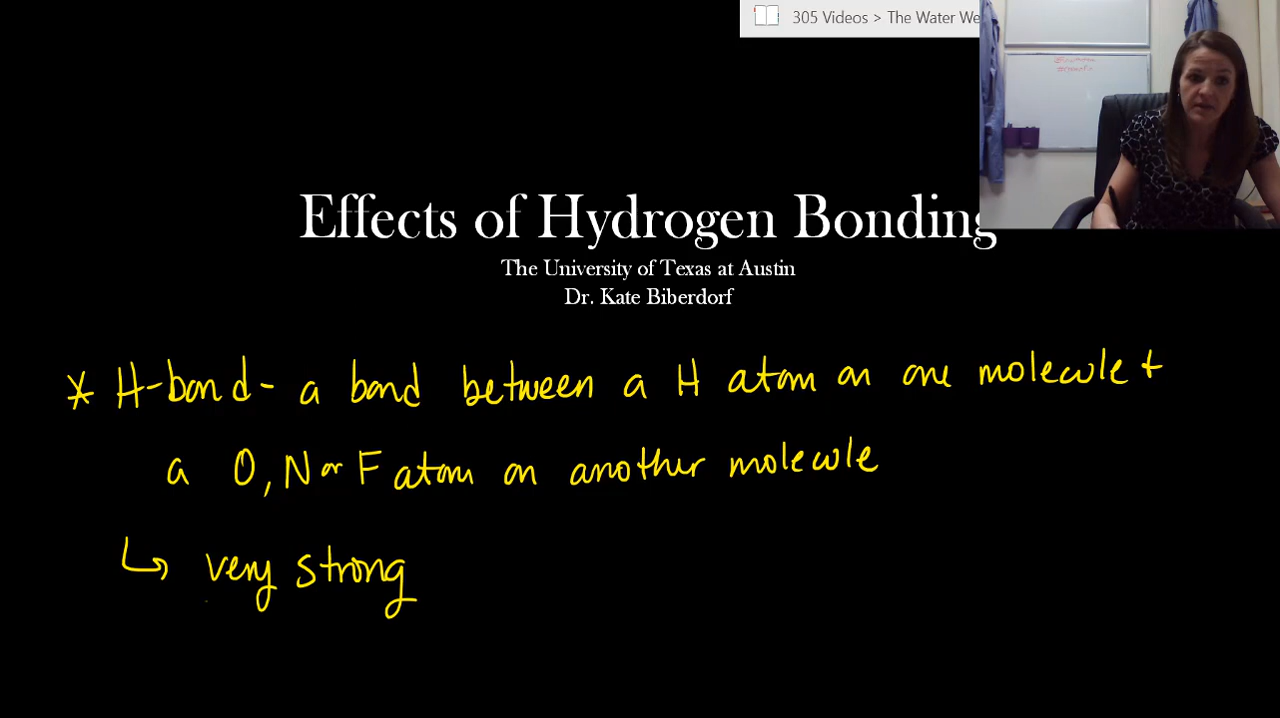 305 Videos > The Water We
Effects of Hydrogen Bonding
The University of Texas at Austin
Dr. Kate Biberdorf
* H-bond - a bond between a H atom on one molecule +
a O, N or F atom on another molecule
↳ very strong